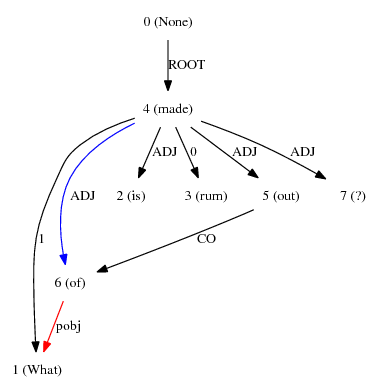 0 (None)
ROOT
4 (made)
ADJ 0 ADJ ADJ
ADJ 2 (is) 3 (rum) 5 (out) 7 (?)
1 CO
6 (of)
pobj
1 (What)